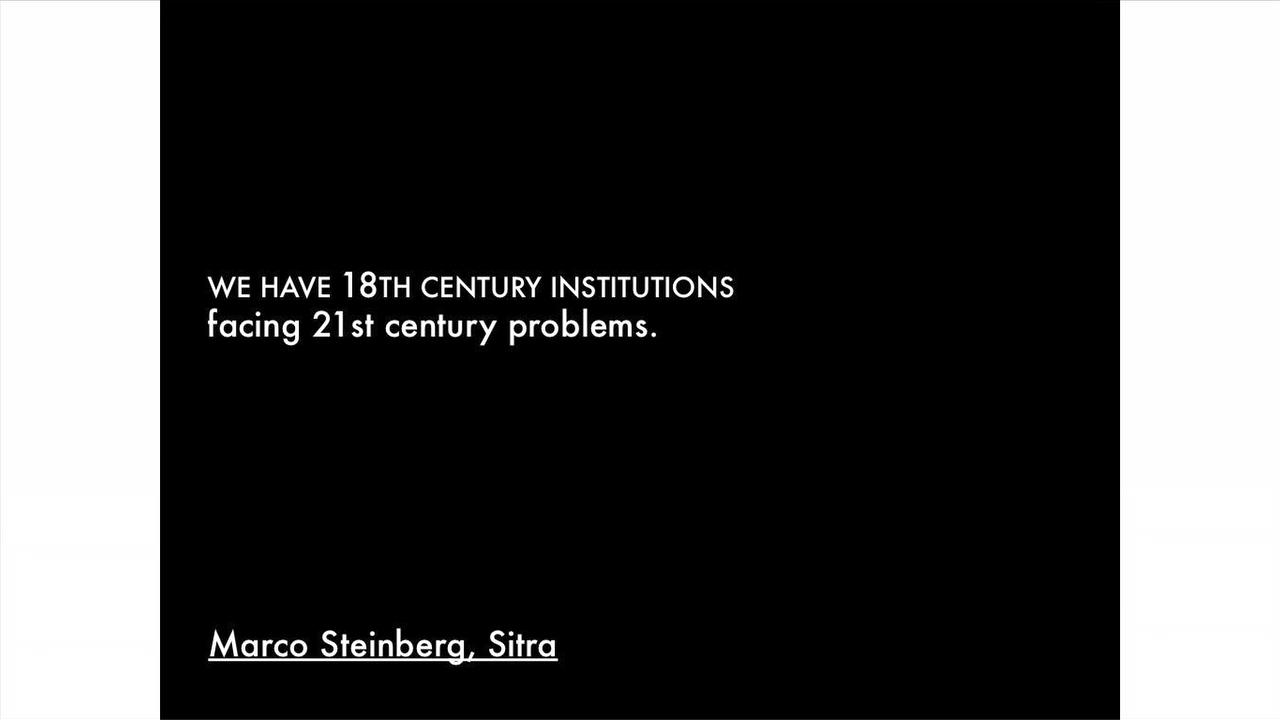 WE HAVE 18TH CENTURY INSTITUTIONS
facing 21st century problems.
Marco Steinberg, Sitra